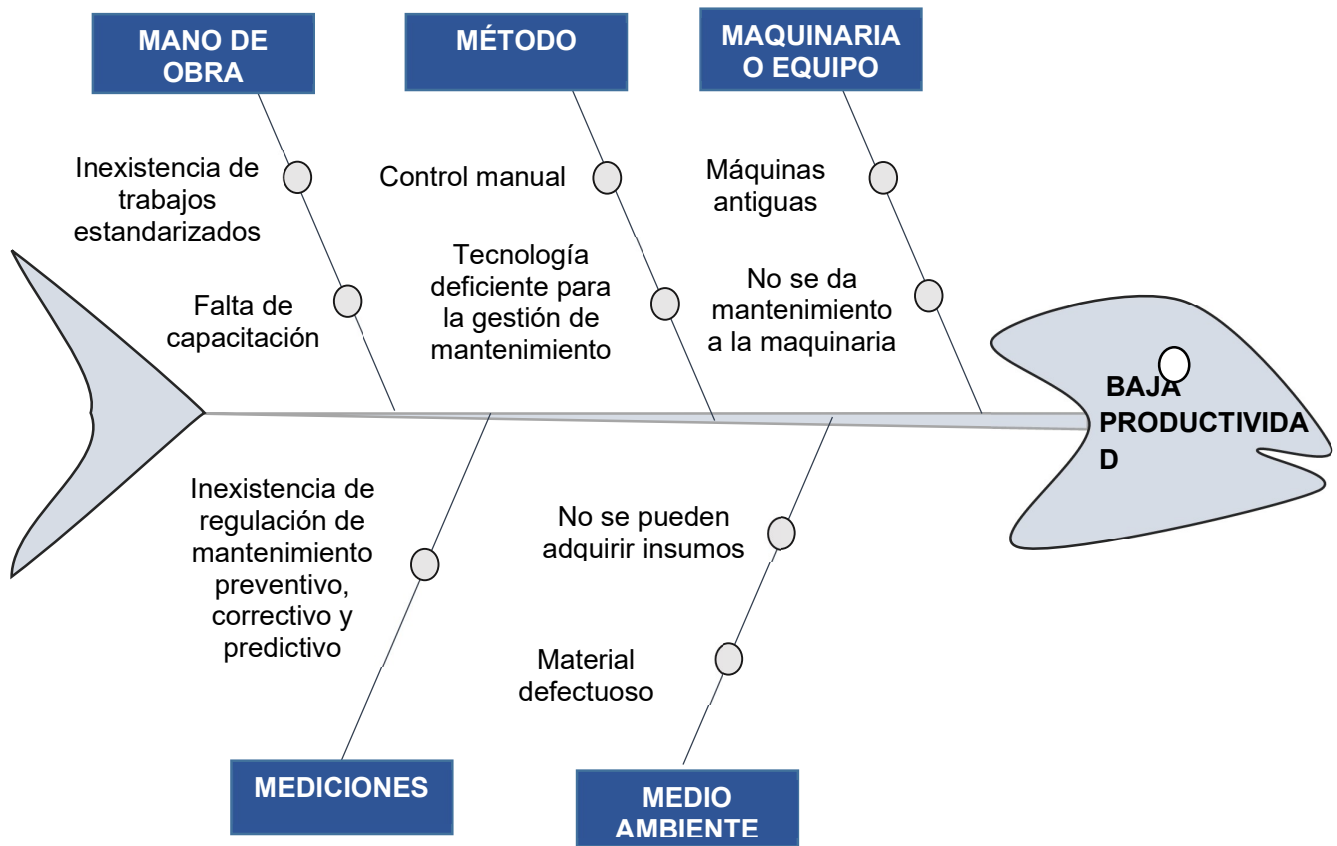 MANO DE
OBRA
MÉTODO
MAQUINARIA
O EQUIPO
Inexistencia de
trabajos
estandarizados
Control manual
Máquinas
antiguas
Falta de
capacitación
Tecnología
deficiente para
la gestión de
mantenimiento
No se da
mantenimiento
a la maquinaria
BAJA
PRODUCTIVIDA
D
Inexistencia de
regulación de
mantenimiento
preventivo,
correctivo y
predictivo
No se pueden
adquirir insumos
Material
defectuoso
MEDICIONES
MEDIO
AMBIENTE